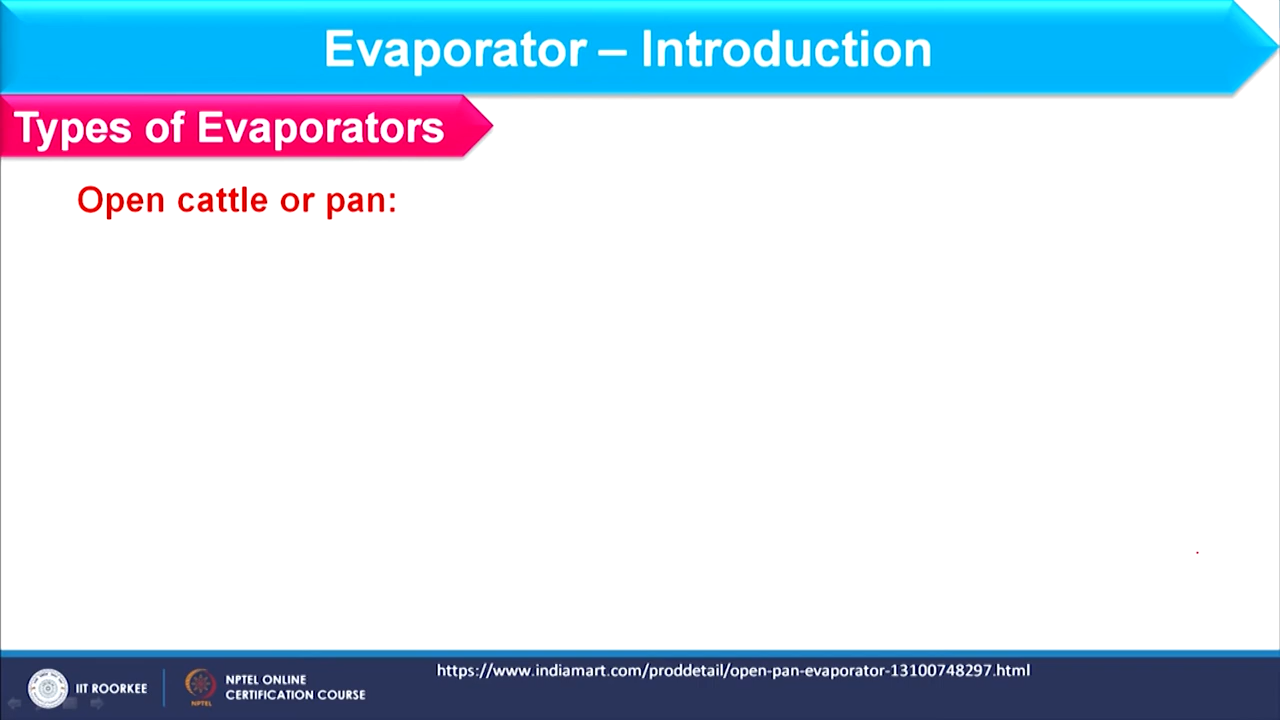 Evaporator – Introduction
Types of Evaporators
Open cattle or pan:
https://www.indiamart.com/proddetail/open-pan-evaporator-13100748297.html
IIT ROORKEE
NPTEL
NPTEL ONLINE
CERTIFICATION COURSE